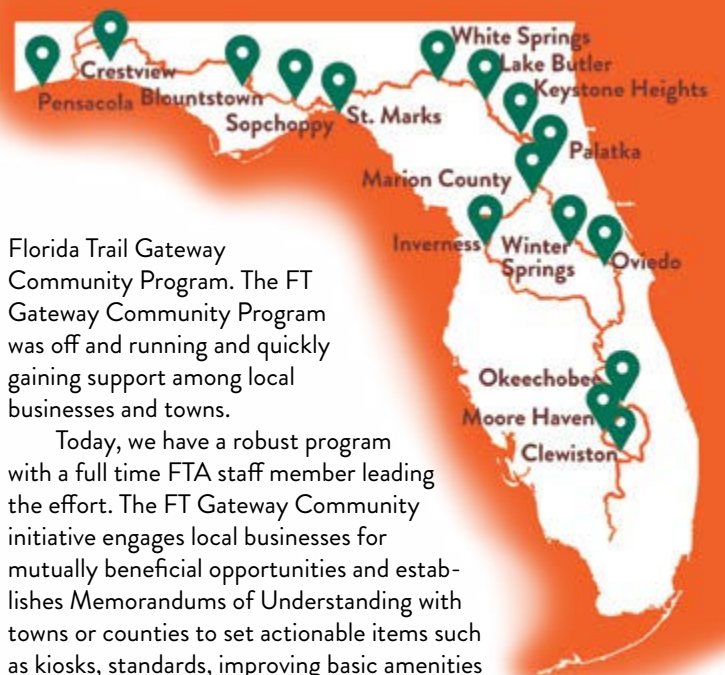 White Springs
Lake Butler
Crestview
Keystone Heights
Pensacola
Blountstown
Sopchoppy
St. Marks
Palatka
Marion County
Inverness
Winter
Springs
Oviedo
Okeechobee
Moore Haven
Clewiston
Florida Trail Gateway
Community Program. The FT
Gateway Community Program
was off and running and quickly
gaining support among local
businesses and towns.
Today, we have a robust program
with a full time FTA staff member leading
the effort. The FT Gateway Community
initiative engages local businesses for
mutually beneficial opportunities and estab-
lishes Memorandums of Understanding with
towns or counties to set actionable items such
as kiosks, standards, improving basic amenities